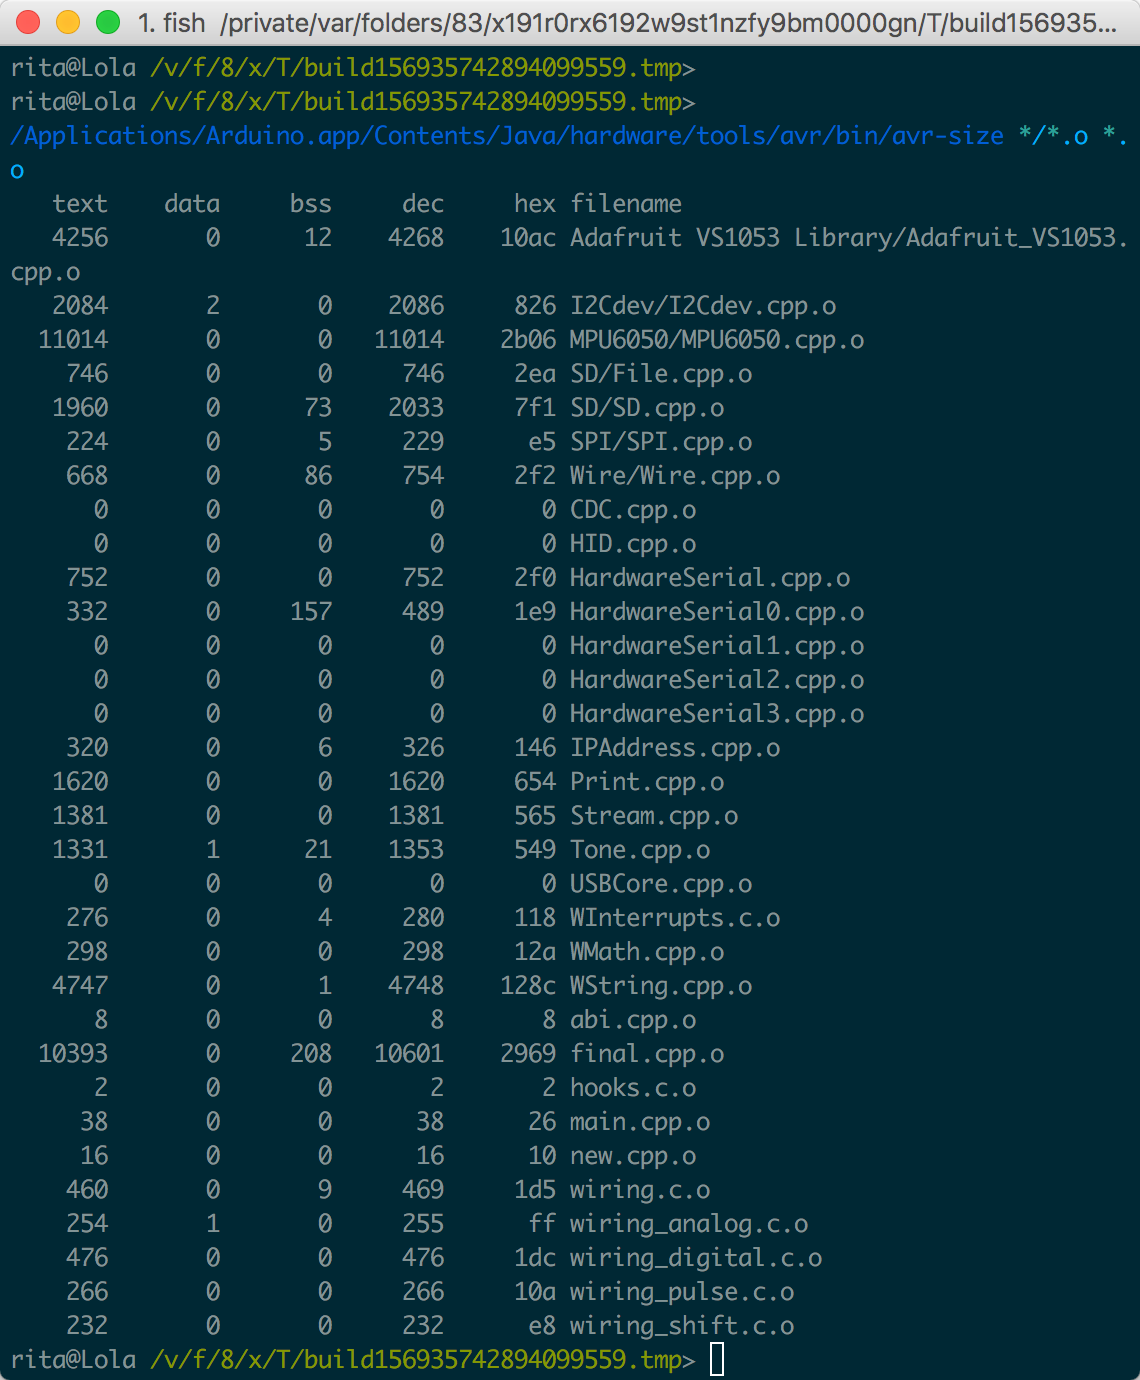 1. fish /private/var/folders/83/x191r0rx6192w9st1nzfy9bm0000gn/T/build156935...
rita@Lola /v/f/8/x/T/build156935742894099559.tmp>
rita@Lola /v/f/8/x/T/build156935742894099559.tmp>
/Applications/Arduino.app/Contents/Java/hardware/tools/avr/bin/avr-size */*.o *.
o
   text    data     bss     dec     hex filename
   4256       0      12    4268    10ac Adafruit VS1053 Library/Adafruit_VS1053.
cpp.o
   2084       2       0    2086     826 I2Cdev/I2Cdev.cpp.o
  11014       0       0   11014    2b06 MPU6050/MPU6050.cpp.o
    746       0       0     746     2ea SD/File.cpp.o
   1960       0      73    2033     7f1 SD/SD.cpp.o
    224       0       5     229      e5 SPI/SPI.cpp.o
    668       0      86     754     2f2 Wire/Wire.cpp.o
      0       0       0       0       0 CDC.cpp.o
      0       0       0       0       0 HID.cpp.o
    752       0       0     752     2f0 HardwareSerial.cpp.o
    332       0     157     489     1e9 HardwareSerial0.cpp.o
      0       0       0       0       0 HardwareSerial1.cpp.o
      0       0       0       0       0 HardwareSerial2.cpp.o
      0       0       0       0       0 HardwareSerial3.cpp.o
    320       0       6     326     146 IPAddress.cpp.o
   1620       0       0    1620     654 Print.cpp.o
   1381       0       0    1381     565 Stream.cpp.o
   1331       1      21    1353     549 Tone.cpp.o
      0       0       0       0       0 USBCore.cpp.o
    276       0       4     280     118 WInterrupts.c.o
    298       0       0     298     12a WMath.cpp.o
   4747       0       1    4748    128c WString.cpp.o
      8       0       0       8       8 abi.cpp.o
  10393       0     208   10601    2969 final.cpp.o
      2       0       0       2       2 hooks.c.o
     38       0       0      38      26 main.cpp.o
     16       0       0      16      10 new.cpp.o
    460       0       9     469     1d5 wiring.c.o
    254       1       0     255      ff wiring_analog.c.o
    476       0       0     476     1dc wiring_digital.c.o
    266       0       0     266     10a wiring_pulse.c.o
    232       0       0     232      e8 wiring_shift.c.o
rita@Lola /v/f/8/x/T/build156935742894099559.tmp>